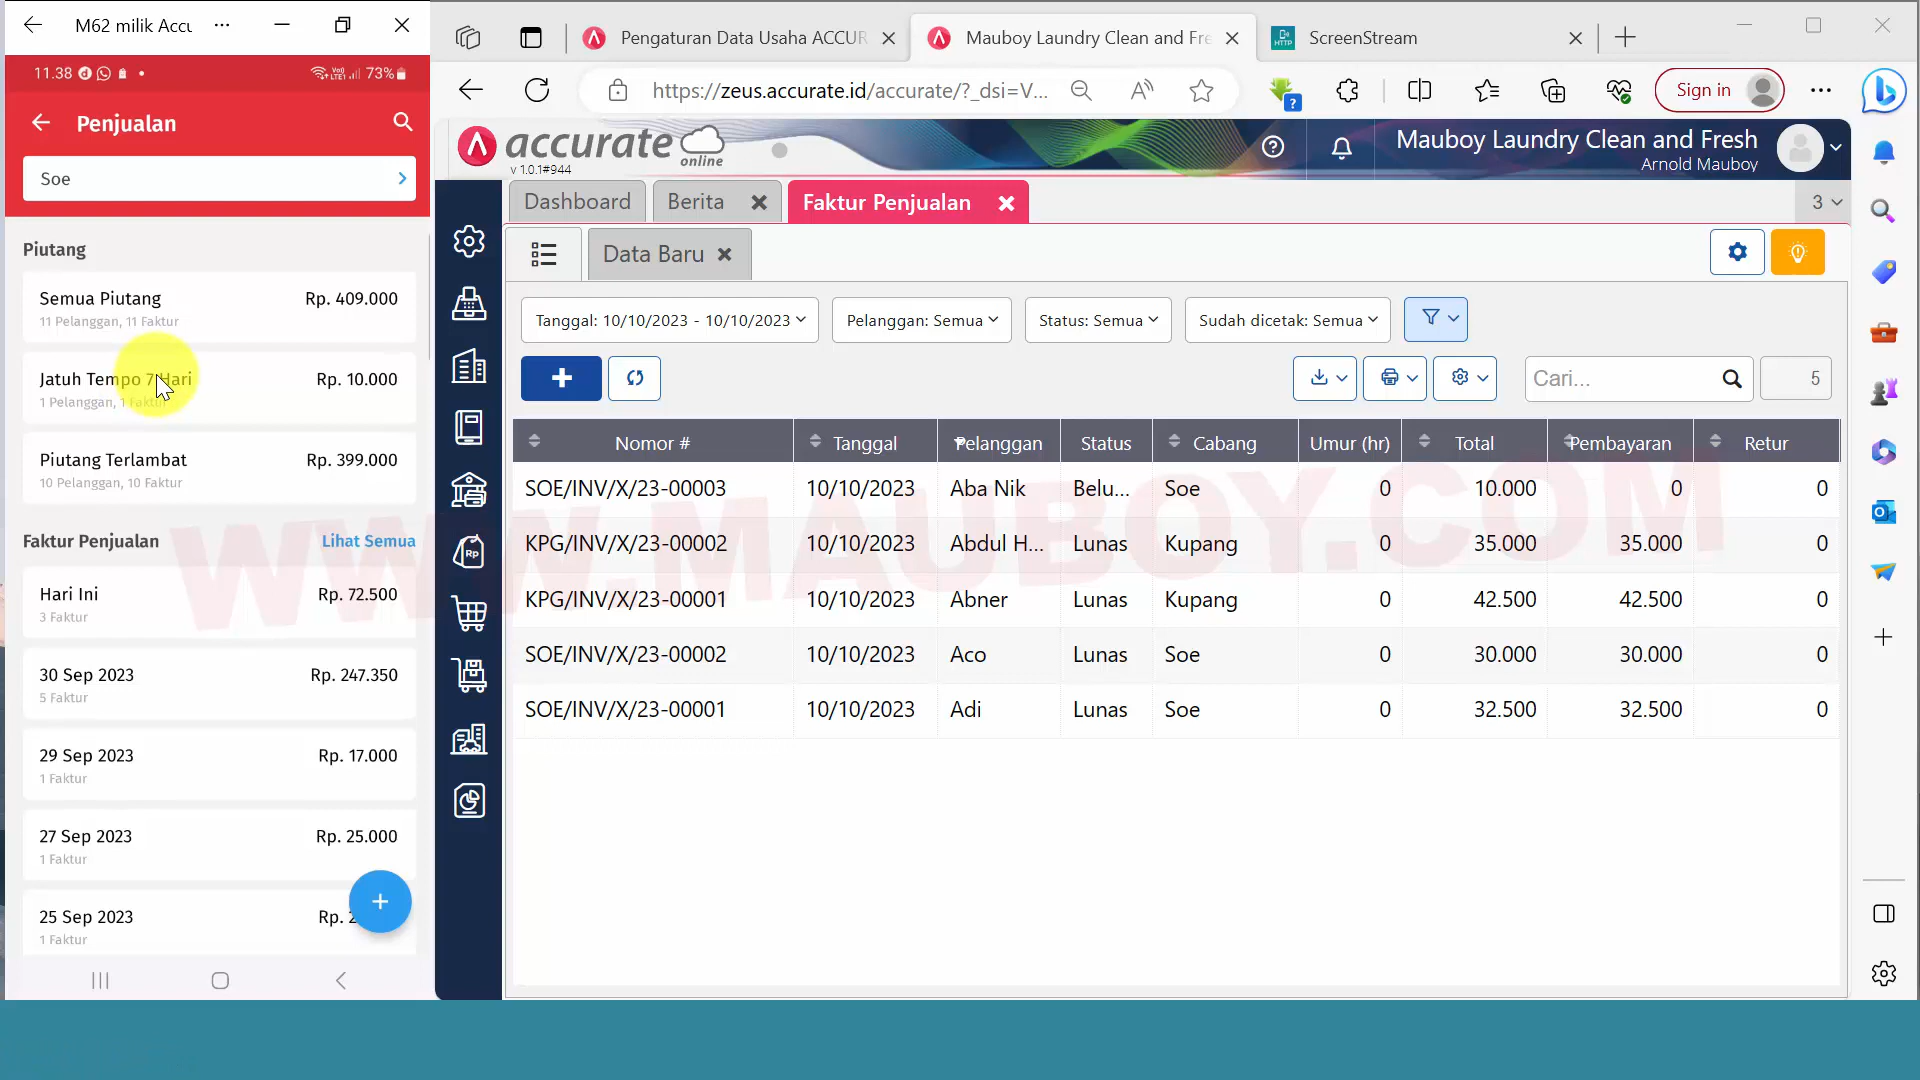 M62 milik Accu
11.38
Vo)) LTE1
73%
Penjualan
Soe
Piutang
Semua Piutang
Rp. 409.000
11 Pelanggan, 11 Faktur
Jatuh Tempo 7 Hari
Rp. 10.000
1 Pelanggan, 1 Faktur
Piutang Terlambat
Rp. 399.000
10 Pelanggan, 10 Faktur
Faktur Penjualan
Lihat Semua
Hari Ini
Rp. 72.500
3 Faktur
30 Sep 2023
Rp. 247.350
5 Faktur
29 Sep 2023
Rp. 17.000
1 Faktur
27 Sep 2023
Rp. 25.000
1 Faktur
25 Sep 2023
Rp. 2
1 Faktur
Pengaturan Data Usaha ACCUR
Mauboy Laundry Clean and Fre
HTTP
ScreenStream
https://zeus.accurate.id/accurate/?_dsi=V...
Sign in
accurate online
v 1.0.1#944
Mauboy Laundry Clean and Fresh
Arnold Mauboy
Dashboard
Berita
Faktur Penjualan
3
Data Baru
Tanggal: 10/10/2023 - 10/10/2023
Pelanggan: Semua
Status: Semua
Sudah dicetak: Semua
Cari...
5
Nomor # Tanggal Pelanggan Status Cabang Umur (hr) Total Pembayaran Retur
SOE/INV/X/23-00003 10/10/2023 Aba Nik Belu... Soe 0 10.000 0 0
KPG/INV/X/23-00002 10/10/2023 Abdul H... Lunas Kupang 0 35.000 35.000 0
KPG/INV/X/23-00001 10/10/2023 Abner Lunas Kupang 0 42.500 42.500 0
SOE/INV/X/23-00002 10/10/2023 Aco Lunas Soe 0 30.000 30.000 0
SOE/INV/X/23-00001 10/10/2023 Adi Lunas Soe 0 32.500 32.500 0
Rp
WWW.MAUBOY.COM